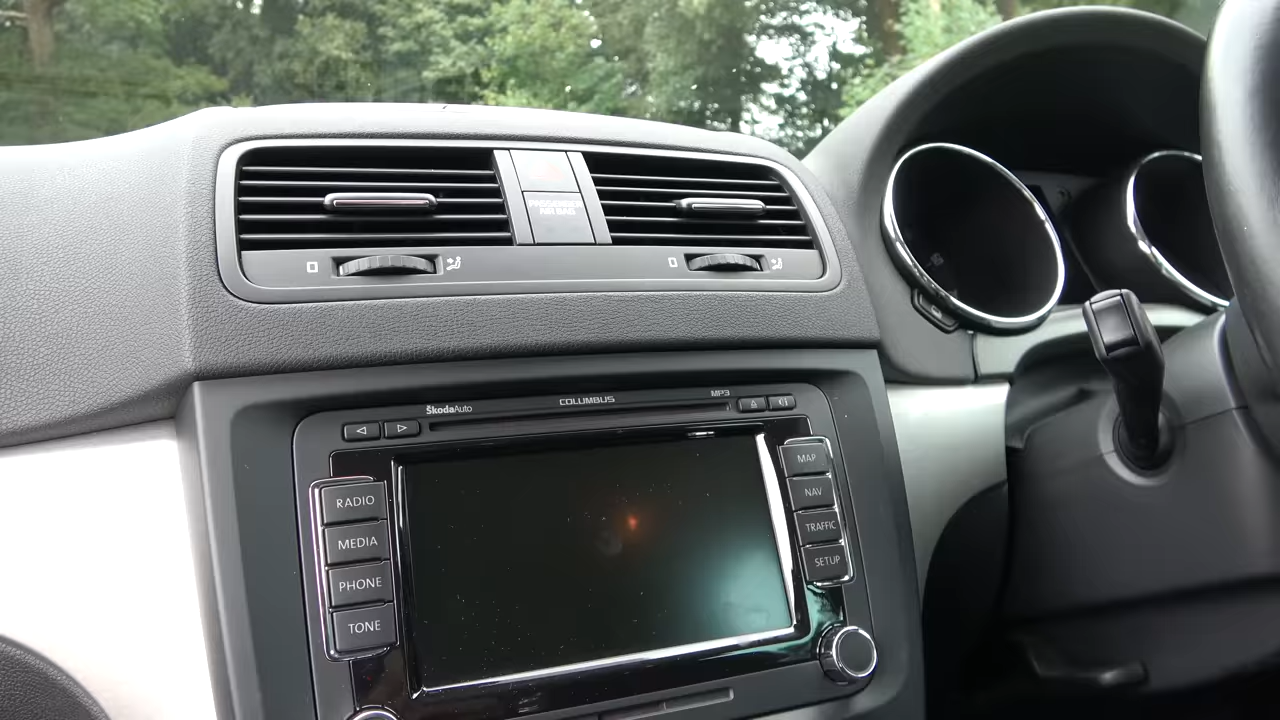 PASSENGER
AIR BAG
ŠkodaAuto
COLUMBUS
MP3
RADIO
MEDIA
PHONE
TONE
MAP
NAV
TRAFFIC
SETUP